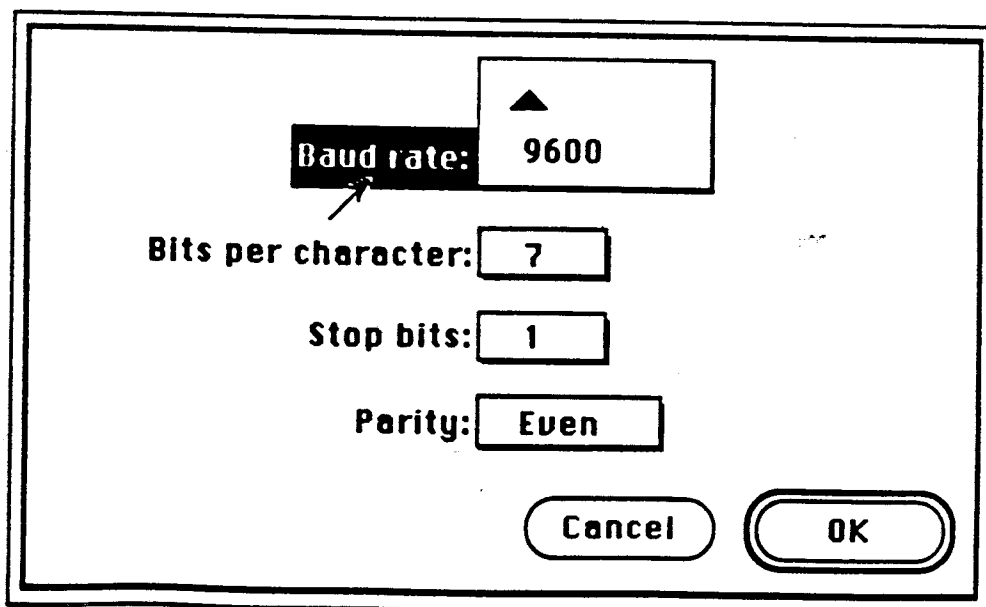 Baud rate: 9600
Bits per character: 7
Stop bits: 1
Parity: Even
Cancel OK